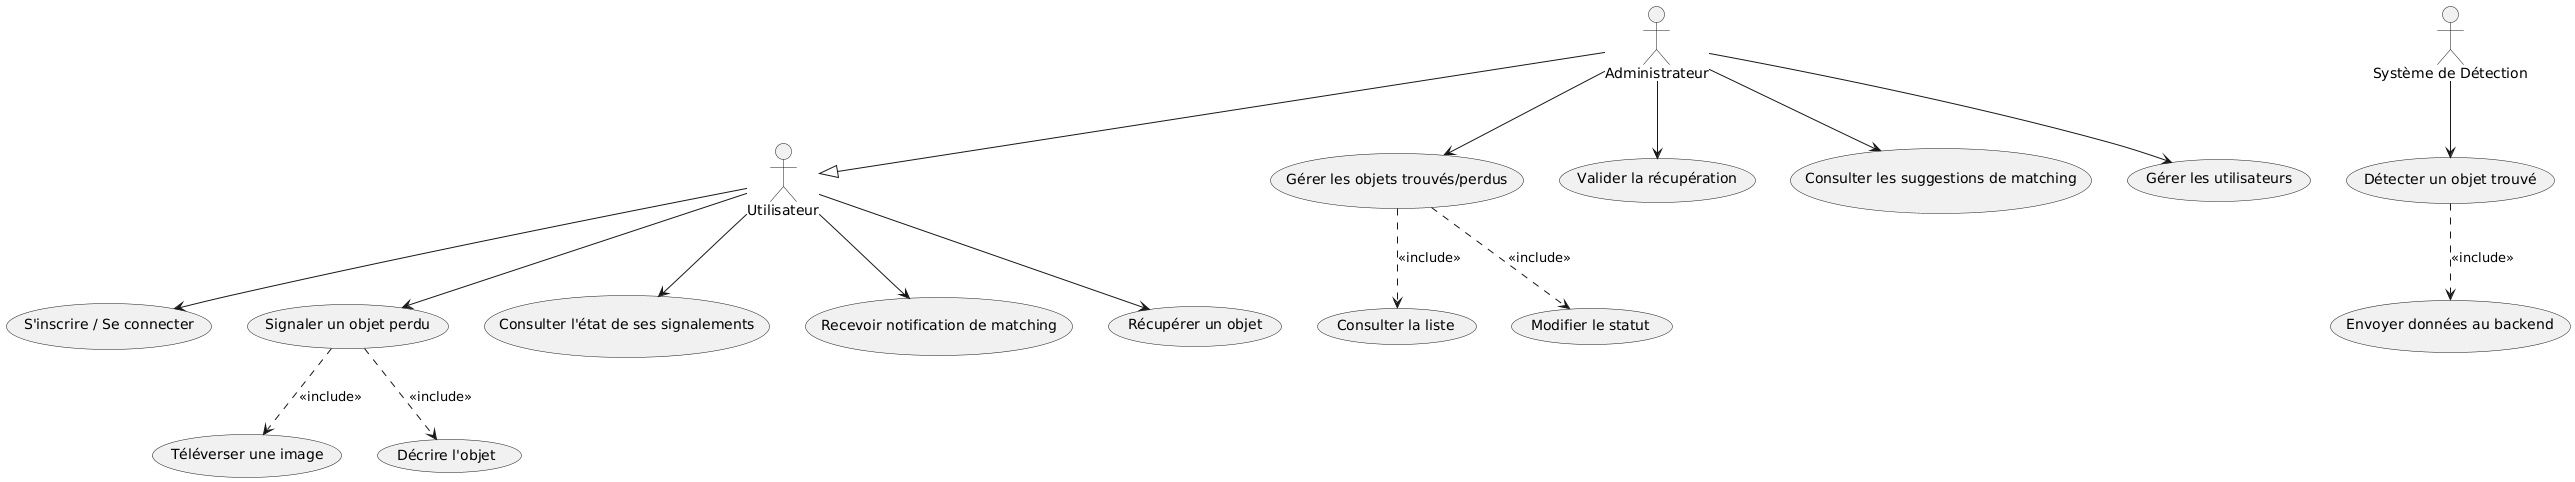 Administrateur
Système de Détection
Utilisateur
Gérer les objets trouvés/perdus
Valider la récupération
Consulter les suggestions de matching
Gérer les utilisateurs
Détecter un objet trouvé
«include»
«include»
«include»
S'inscrire / Se connecter
Signaler un objet perdu
Consulter l'état de ses signalements
Recevoir notification de matching
Récupérer un objet
Consulter la liste
Modifier le statut
Envoyer données au backend
«include»
«include»
Téléverser une image
Décrire l'objet